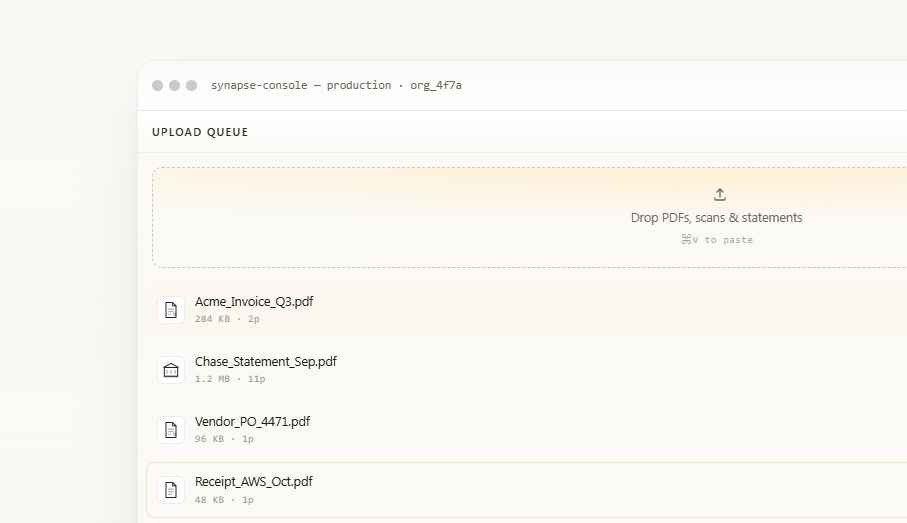 synapse-console — production · org_4f7a
UPLOAD QUEUE
Drop PDFs, scans & statements
⌘V to paste
Acme_Invoice_Q3.pdf
284 KB · 2p
Chase_Statement_Sep.pdf
1.2 MB · 11p
Vendor_PO_4471.pdf
96 KB · 1p
Receipt_AWS_Oct.pdf
48 KB · 1p